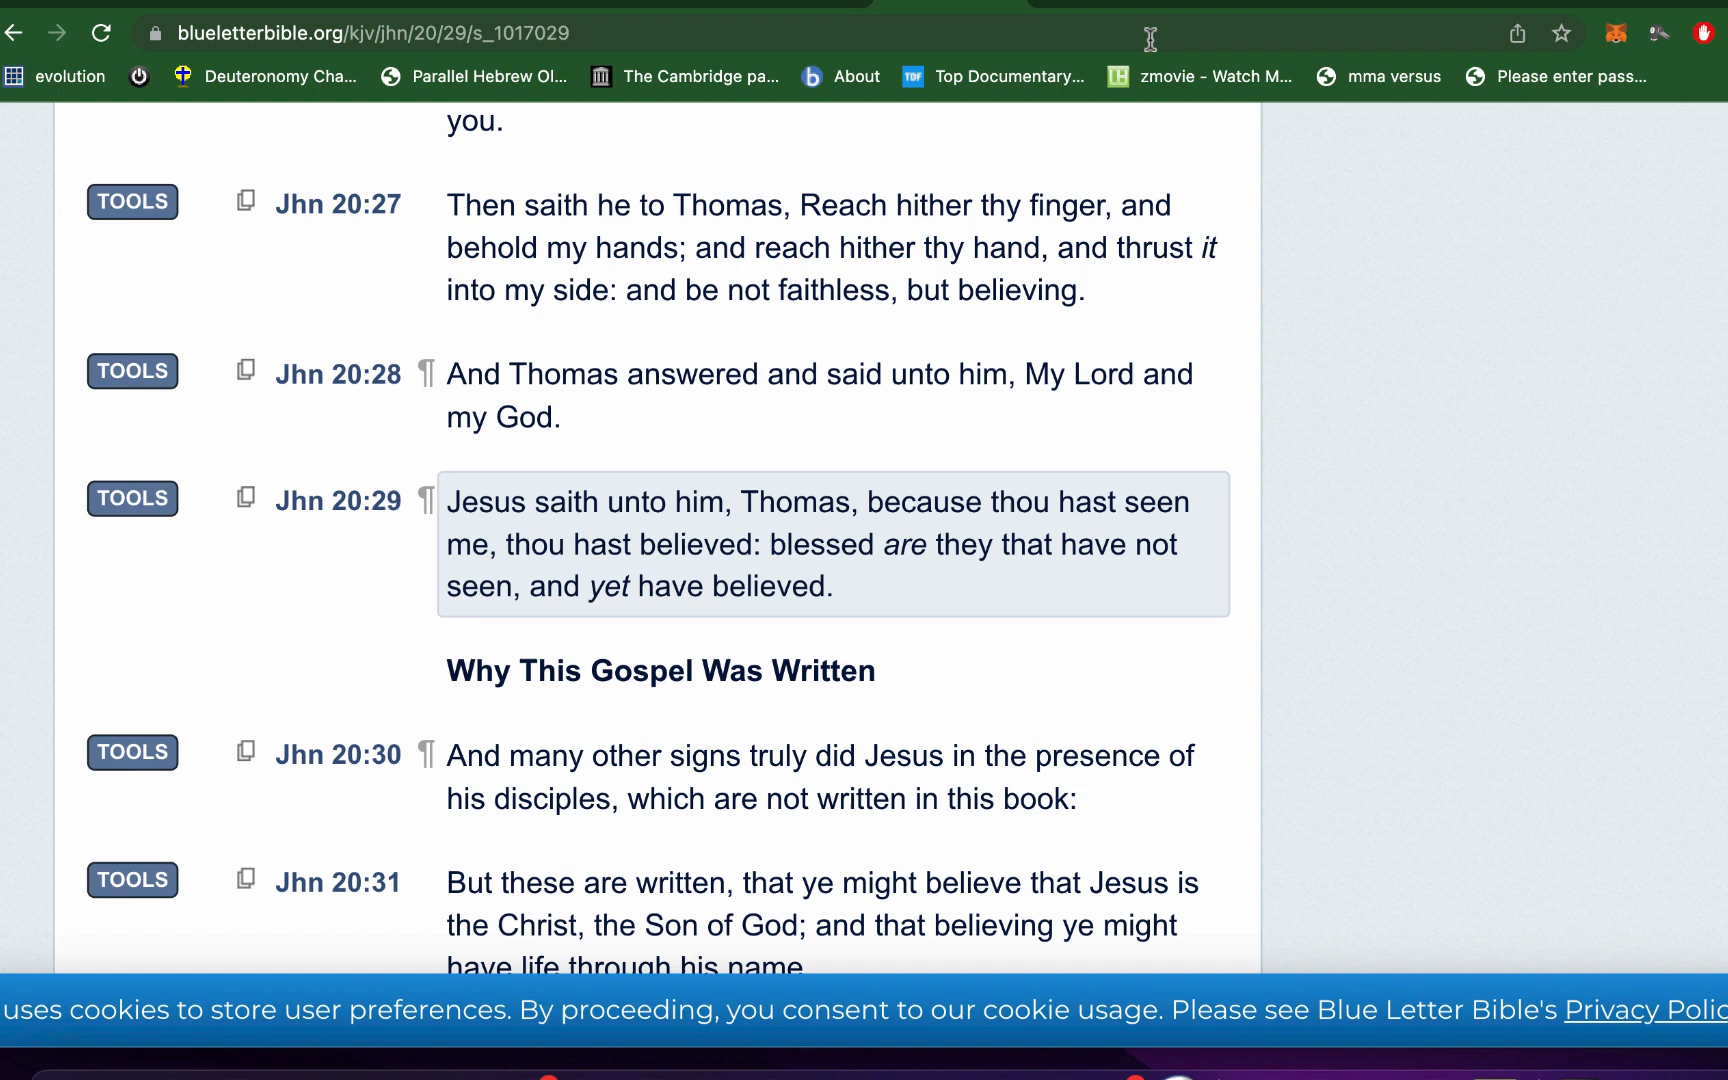 blueletterbible.org/kjv/jhn/20/29/s_1017029
evolution Deuteronomy Cha... Parallel Hebrew Ol... The Cambridge pa... b About TDF Top Documentary... zmovie - Watch M... mma versus Please enter pass...
you.
TOOLS Jhn 20:27 Then saith he to Thomas, Reach hither thy finger, and
behold my hands; and reach hither thy hand, and thrust it
into my side: and be not faithless, but believing.
TOOLS Jhn 20:28 ¶ And Thomas answered and said unto him, My Lord and
my God.
TOOLS Jhn 20:29 ¶ Jesus saith unto him, Thomas, because thou hast seen
me, thou hast believed: blessed are they that have not
seen, and yet have believed.
Why This Gospel Was Written
TOOLS Jhn 20:30 ¶ And many other signs truly did Jesus in the presence of
his disciples, which are not written in this book:
TOOLS Jhn 20:31 But these are written, that ye might believe that Jesus is
the Christ, the Son of God; and that believing ye might
have life through his name
uses cookies to store user preferences. By proceeding, you consent to our cookie usage. Please see Blue Letter Bible's Privacy Polic